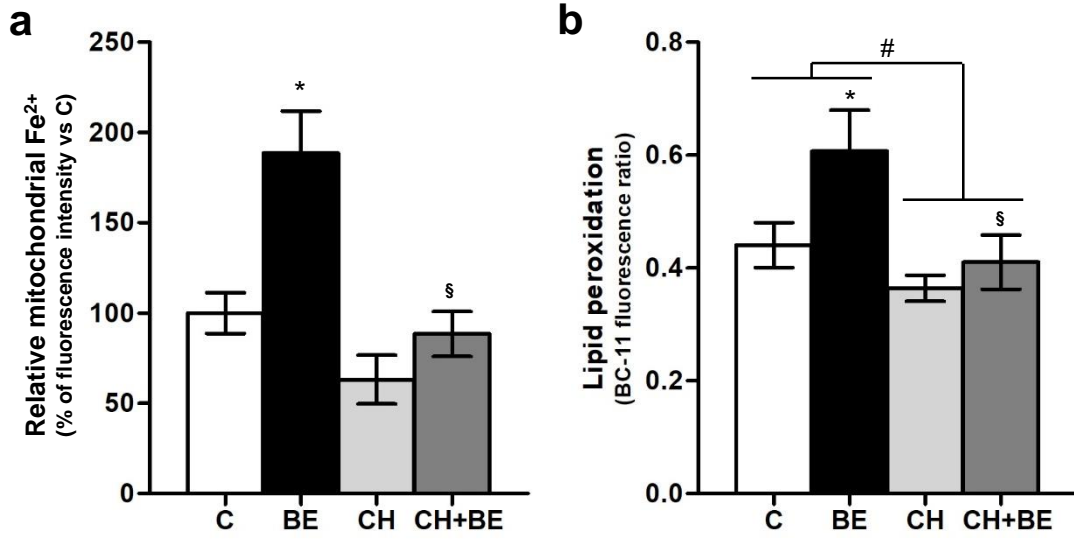 a
Relative mitochondrial Fe²⁺
(% of fluorescence intensity vs C)
250
200
150
100
50
0
*
§
C BE CH CH+BE
b
Lipid peroxidation
(BC-11 fluorescence ratio)
0.8
0.6
0.4
0.2
0.0
#
*
§
C BE CH CH+BE